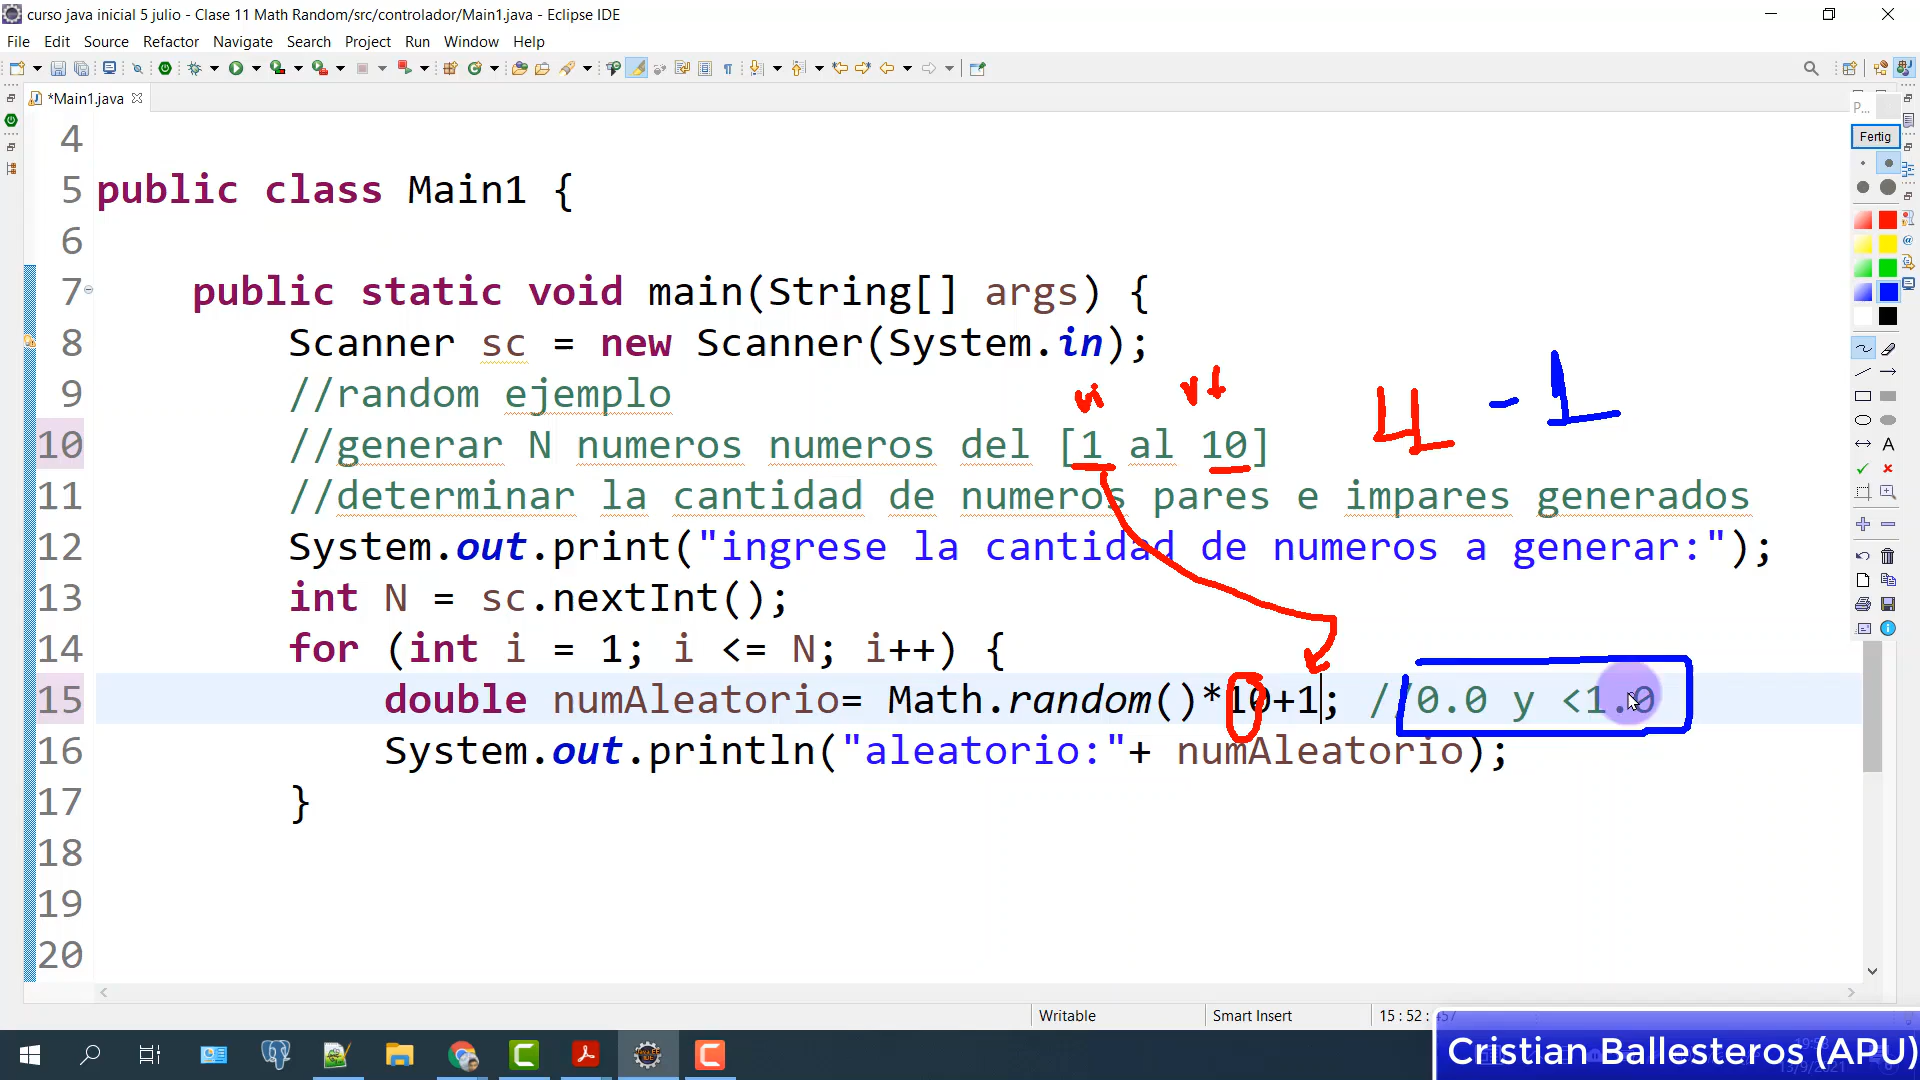 curso java inicial 5 julio - Clase 11 Math Random/src/controlador/Main1.java - Eclipse IDE
File Edit Source Refactor Navigate Search Project Run Window Help
*Main1.java
P...
Fertig
4
5 public class Main1 {
6
7 public static void main(String[] args) {
8 Scanner sc = new Scanner(System.in);
9 //random ejemplo
vi vf
4 -1
10 //generar N numeros numeros del [1 al 10]
11 //determinar la cantidad de numeros pares e impares generados
12 System.out.print("ingrese la cantidad de numeros a generar:");
13 int N = sc.nextInt();
14 for (int i = 1; i <= N; i++) {
15 double numAleatorio= Math.random()*10+1; //0.0 y <1.0
16 System.out.println("aleatorio:"+ numAleatorio);
17 }
18
19
20
Writable Smart Insert 15 : 52 :
Cristian Ballesteros (APU)